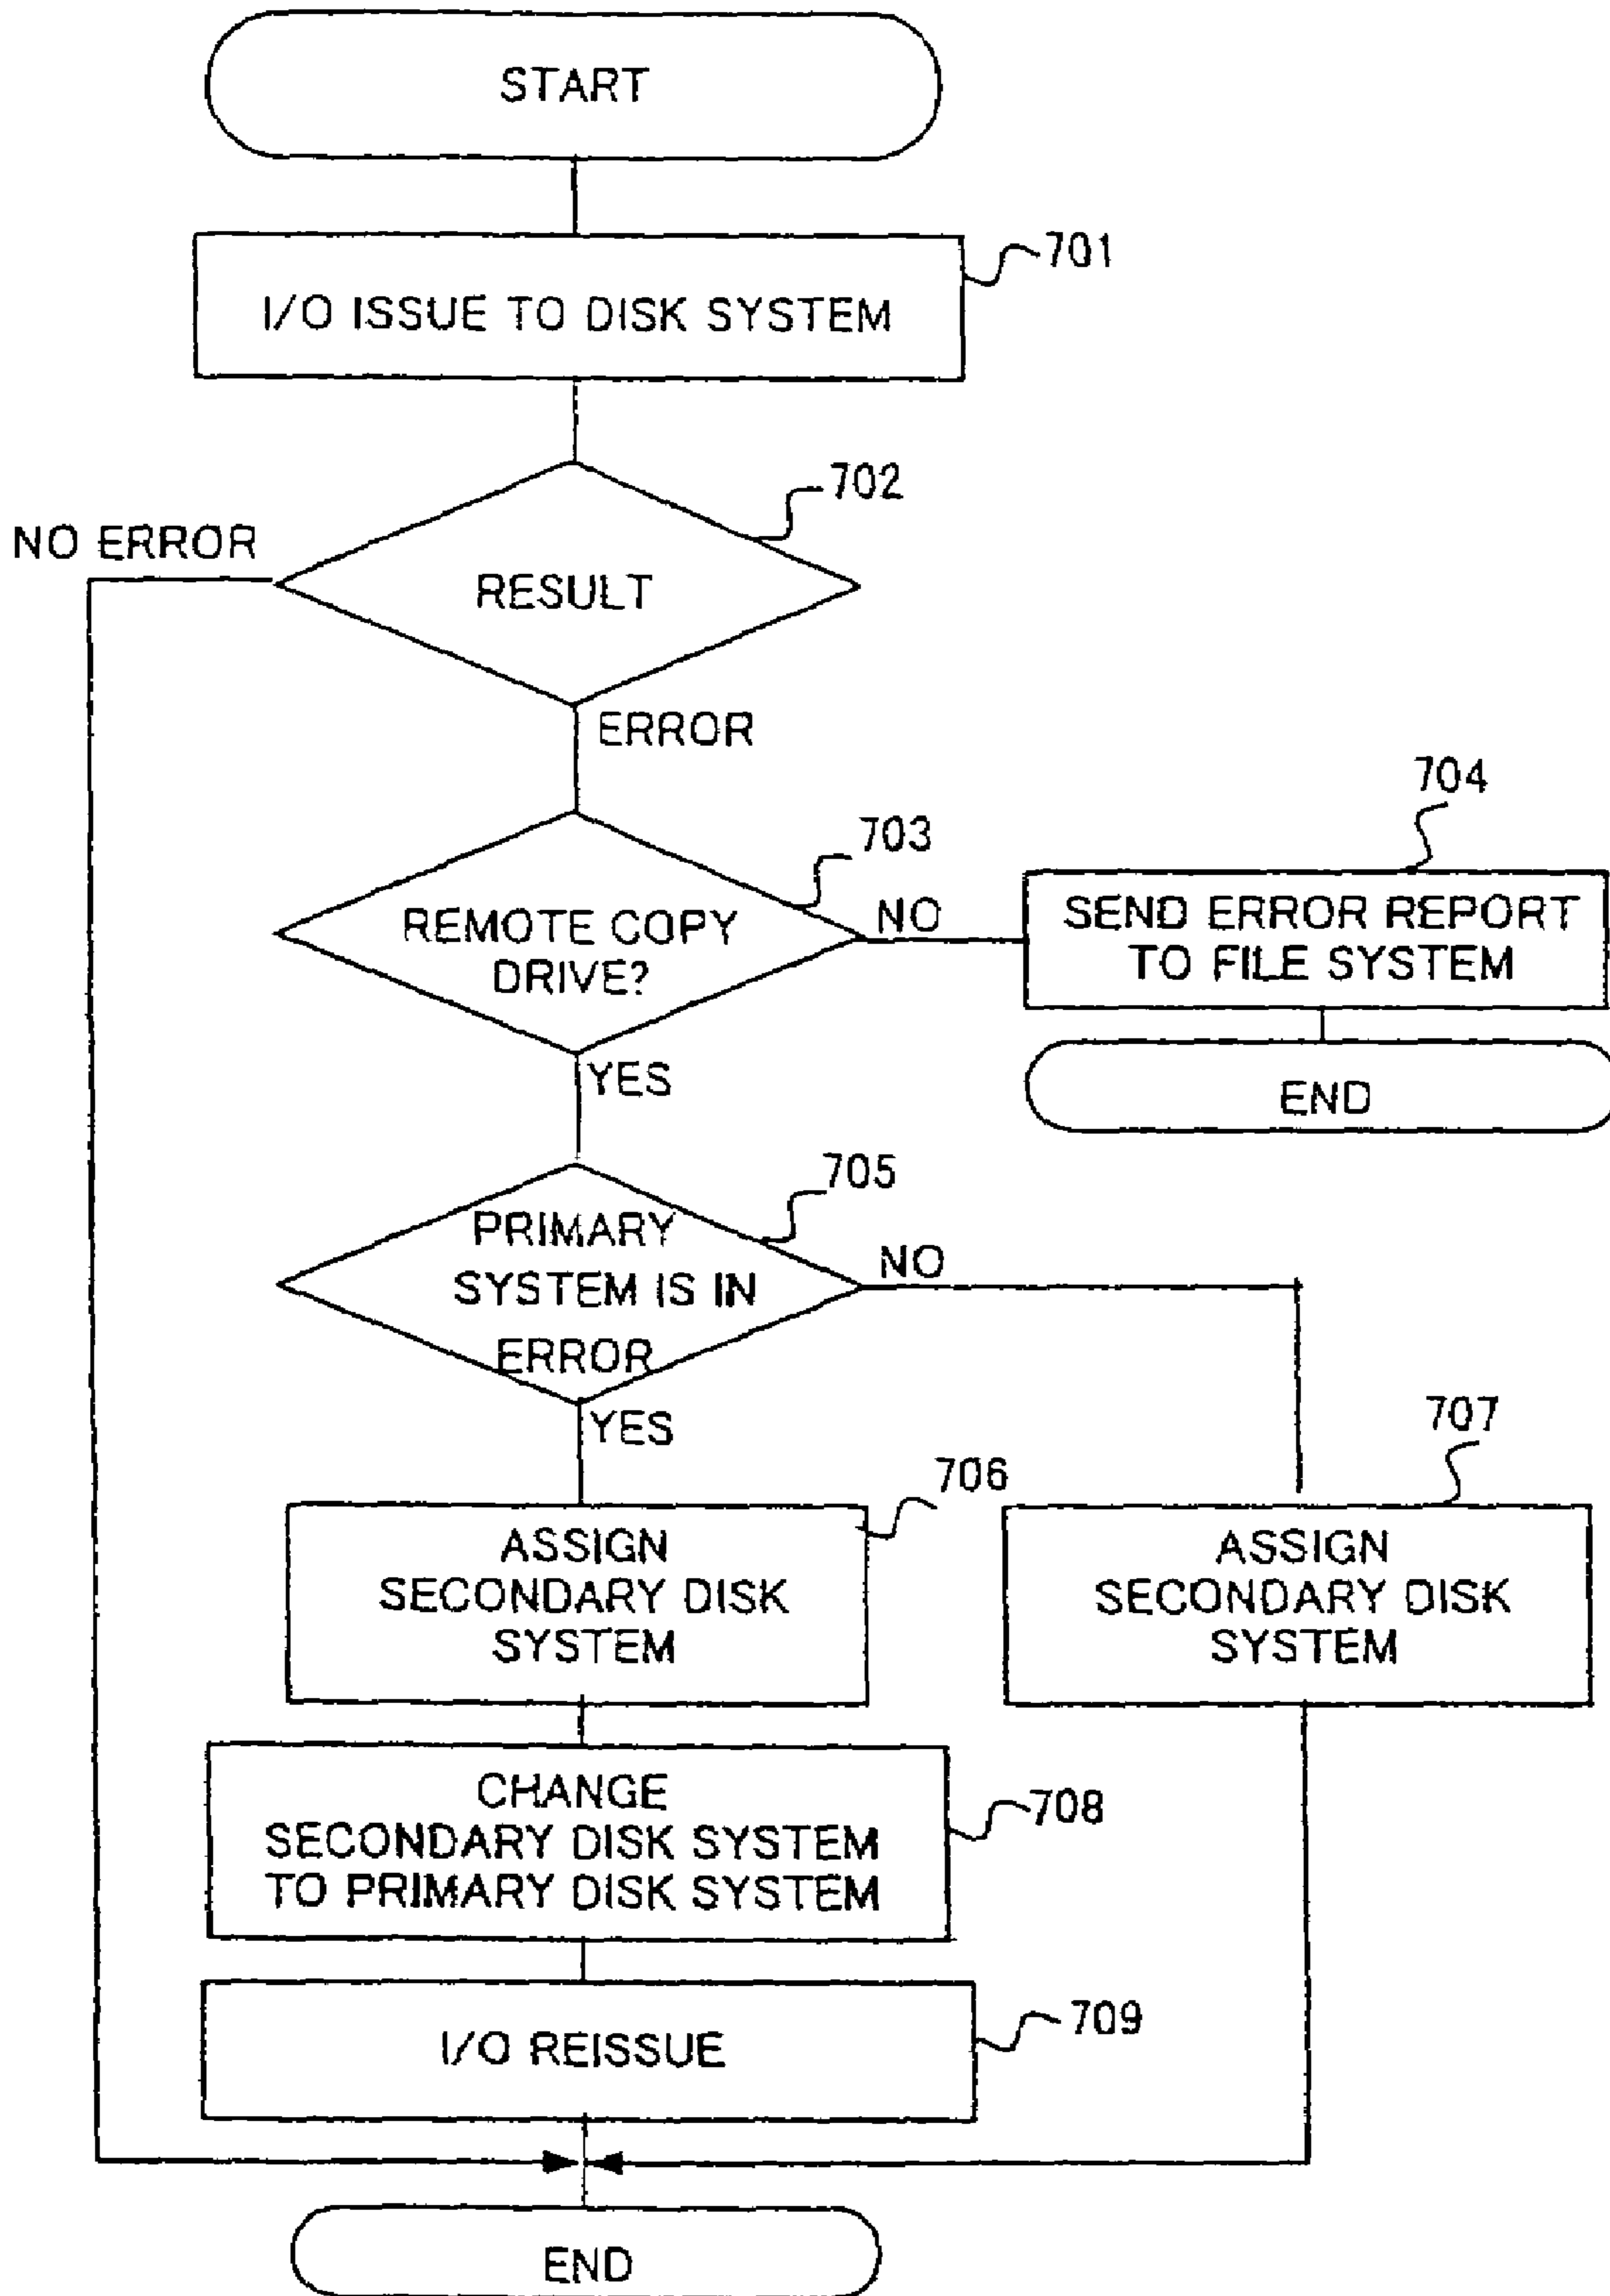 START
701
I/O ISSUE TO DISK SYSTEM
702
NO ERROR
RESULT
ERROR
703
704
REMOTE COPY
DRIVE?
NO
SEND ERROR REPORT
TO FILE SYSTEM
YES
END
705
PRIMARY
SYSTEM IS IN
ERROR
NO
YES
706
707
ASSIGN
SECONDARY DISK
SYSTEM
ASSIGN
SECONDARY DISK
SYSTEM
CHANGE
SECONDARY DISK SYSTEM
TO PRIMARY DISK SYSTEM
708
I/O REISSUE
709
END